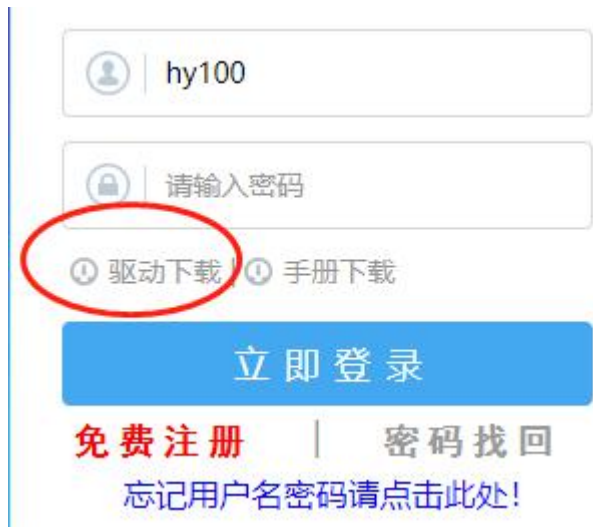 hy100
请输入密码
驱动下载 | 手册下载
立即登录
免费注册 | 密码找回
忘记用户名密码请点击此处!